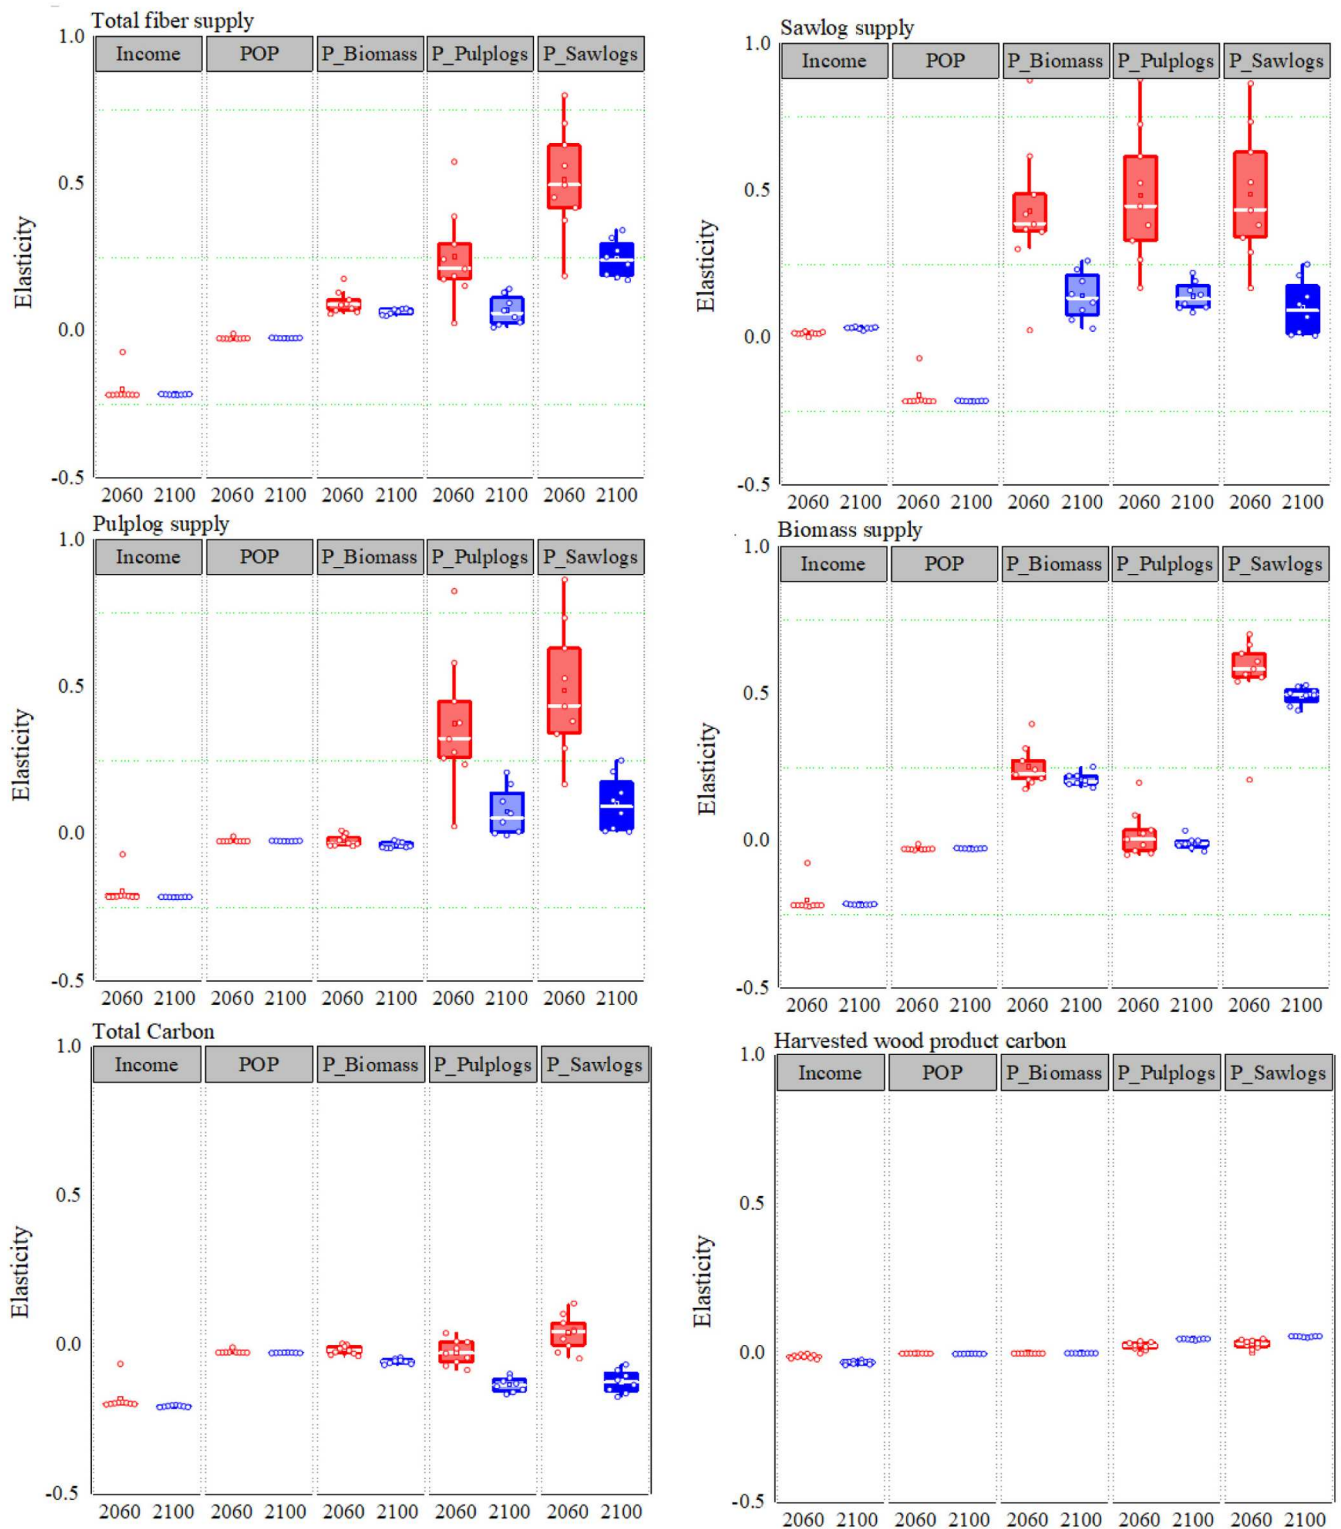 Total fiber supply
1.0
Income POP P_Biomass P_Pulplogs P_Sawlogs
0.5
Elasticity
0.0
-0.5
2060 2100 2060 2100 2060 2100 2060 2100 2060 2100
Sawlog supply
1.0
Income POP P_Biomass P_Pulplogs P_Sawlogs
0.5
Elasticity
0.0
-0.5
2060 2100 2060 2100 2060 2100 2060 2100 2060 2100
Pulplog supply
1.0
Income POP P_Biomass P_Pulplogs P_Sawlogs
0.5
Elasticity
0.0
-0.5
2060 2100 2060 2100 2060 2100 2060 2100 2060 2100
Biomass supply
1.0
Income POP P_Biomass P_Pulplogs P_Sawlogs
0.5
Elasticity
0.0
-0.5
2060 2100 2060 2100 2060 2100 2060 2100 2060 2100
Total Carbon
1.0
Income POP P_Biomass P_Pulplogs P_Sawlogs
0.5
Elasticity
0.0
-0.5
2060 2100 2060 2100 2060 2100 2060 2100 2060 2100
Harvested wood product carbon
1.0
Income POP P_Biomass P_Pulplogs P_Sawlogs
0.5
Elasticity
0.0
-0.5
2060 2100 2060 2100 2060 2100 2060 2100 2060 2100